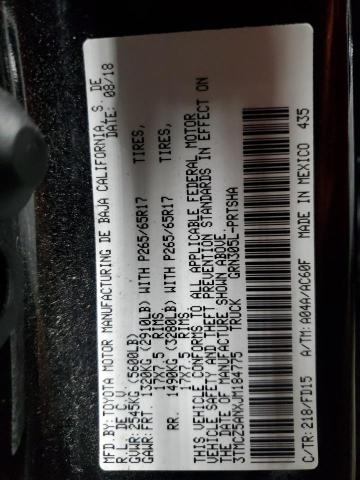 MFD.BY:TOYOTA MOTOR MANUFACTURING DE BAJA CALIFORNIA S. DE
R.L. DE C.V. DATE: 08/18
GVWR: 2545KG (5600LB)
GAWR: FRT. 1320KG (2910LB) WITH P265/65R17 TIRES,
17X7.5 RIMS,
RR. 1490KG (3280LB) WITH P265/65R17 TIRES,
17X7.5 RIMS.
THIS VEHICLE CONFORMS TO ALL APPLICABLE FEDERAL MOTOR
VEHICLE SAFETY AND THEFT PREVENTION STANDARDS IN EFFECT ON
THE DATE OF MANUFACTURE SHOWN ABOVE.
3TMCZ5ANXJM184775 TRUCK GRN305L-PRTSHA
C/TR: 218/FD15 A/TM: A04A/AC60F MADE IN MEXICO 435